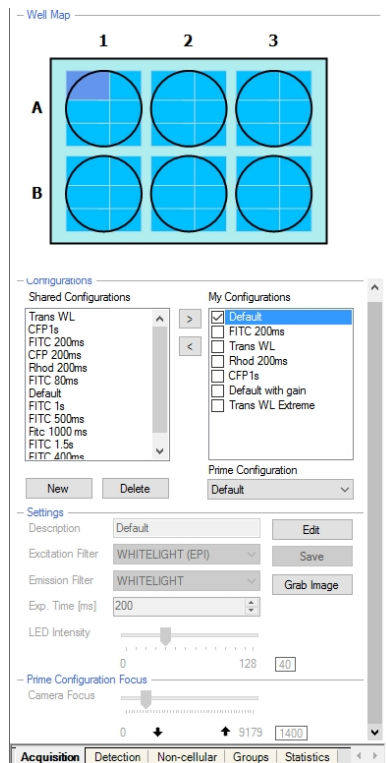 Well Map
1 2 3
A
B
Configurations
Shared Configurations
Trans WL
CFP1s
FITC 200ms
CFP 200ms
Rhod 200ms
FITC 80ms
Default
FITC 1s
FITC 500ms
Fitc 1000 ms
FITC 1.5s
FITC 400ms
>
<
My Configurations
Default
FITC 200ms
Trans WL
Rhod 200ms
CFP1s
Default with gain
Trans WL Extreme
New Delete
Prime Configuration
Default
Settings
Description Default Edit
Excitation Filter WHITELIGHT (EPI) Save
Emission Filter WHITELIGHT Grab Image
Exp. Time [ms] 200
LED Intensity
0 128 40
Prime Configuration Focus
Camera Focus
0 9179 1400
Acquisition Detection Non-cellular Groups Statistics